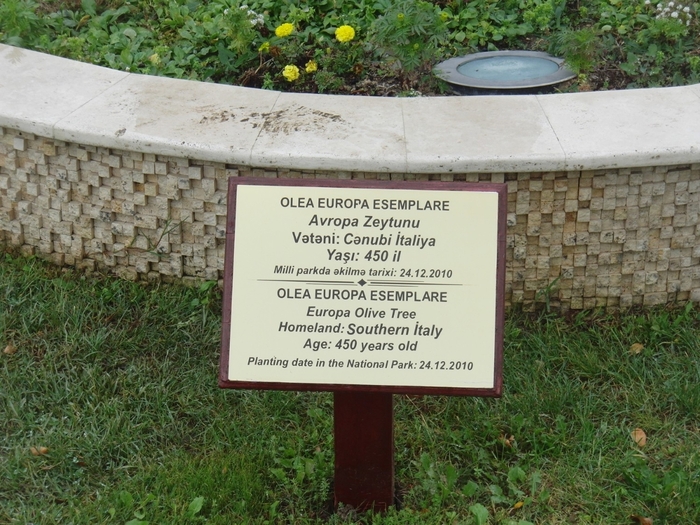 OLEA EUROPA ESEMPLARE
Avropa Zeytunu
Vətəni: Cənubi İtaliya
Yaşı: 450 il
Milli parkda əkilmə tarixi: 24.12.2010
OLEA EUROPA ESEMPLARE
Europa Olive Tree
Homeland: Southern İtaly
Age: 450 years old
Planting date in the National Park: 24.12.2010